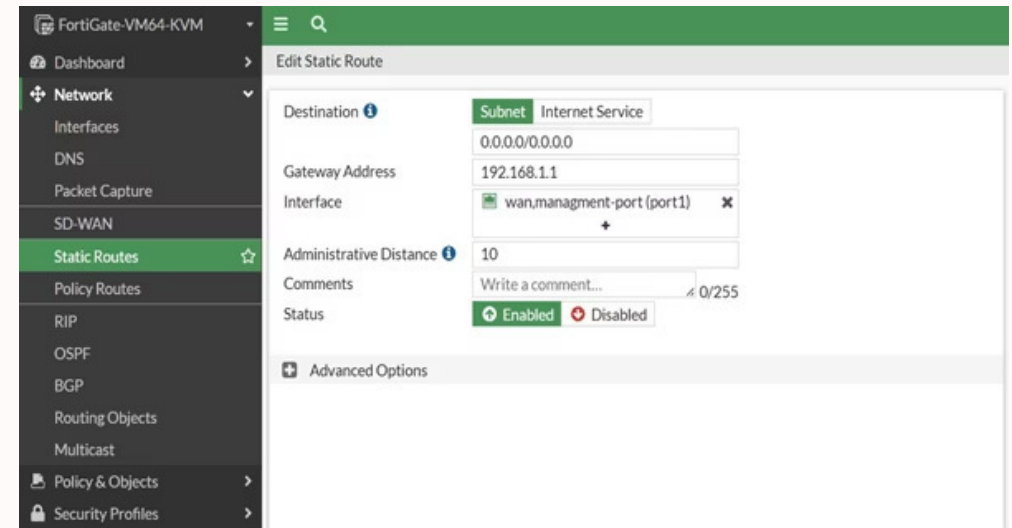 FortiGate-VM64-KVM
Dashboard
Network
Interfaces
DNS
Packet Capture
SD-WAN
Static Routes
Policy Routes
RIP
OSPF
BGP
Routing Objects
Multicast
Policy & Objects
Security Profiles
Edit Static Route
Destination
Subnet Internet Service
0.0.0.0/0.0.0.0
Gateway Address 192.168.1.1
Interface wan,managment-port (port1)
Administrative Distance 10
Comments Write a comment... 0/255
Status Enabled Disabled
Advanced Options